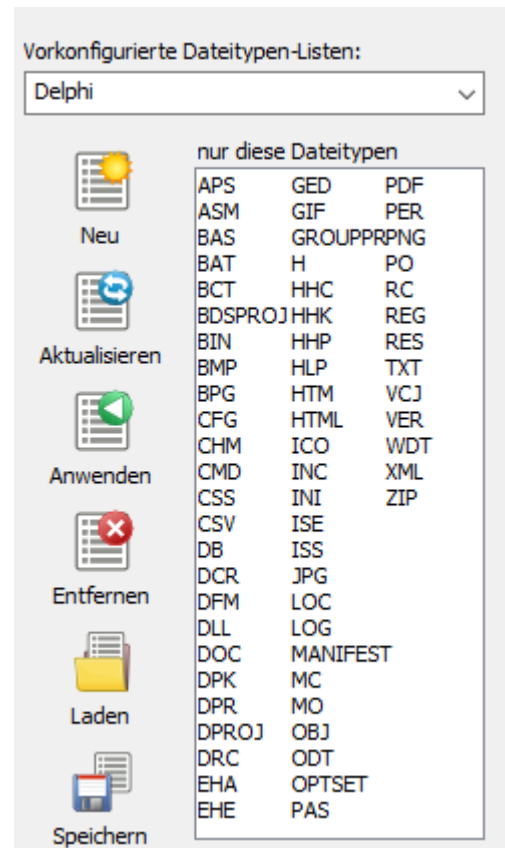 Vorkonfigurierte Dateitypen-Listen:
Delphi
Neu
Aktualisieren
Anwenden
Entfernen
Laden
Speichern
nur diese Dateitypen
APS GED PDF
ASM GIF PER
BAS GROUPPRPNG
BAT H PO
BCT HHC RC
BDSPROJ HHK REG
BIN HHP RES
BMP HLP TXT
BPG HTM VCJ
CFG HTML VER
CHM ICO WDT
CMD INC XML
CSS INI ZIP
CSV ISE
DB ISS
DCR JPG
DFM LOC
DLL LOG
DOC MANIFEST
DPK MC
DPR MO
DPROJ OBJ
DRC ODT
EHA OPTSET
EHE PAS